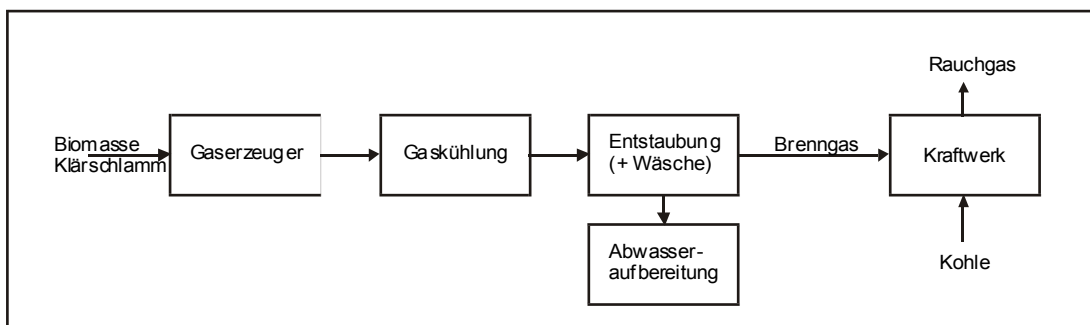 Rauchgas
Biomasse
Klärschlamm
Gaserzeuger
Gaskühlung
Entstaubung
(+ Wäsche)
Brenngas
Kraftwerk
Abwasser-
aufbereitung
Kohle